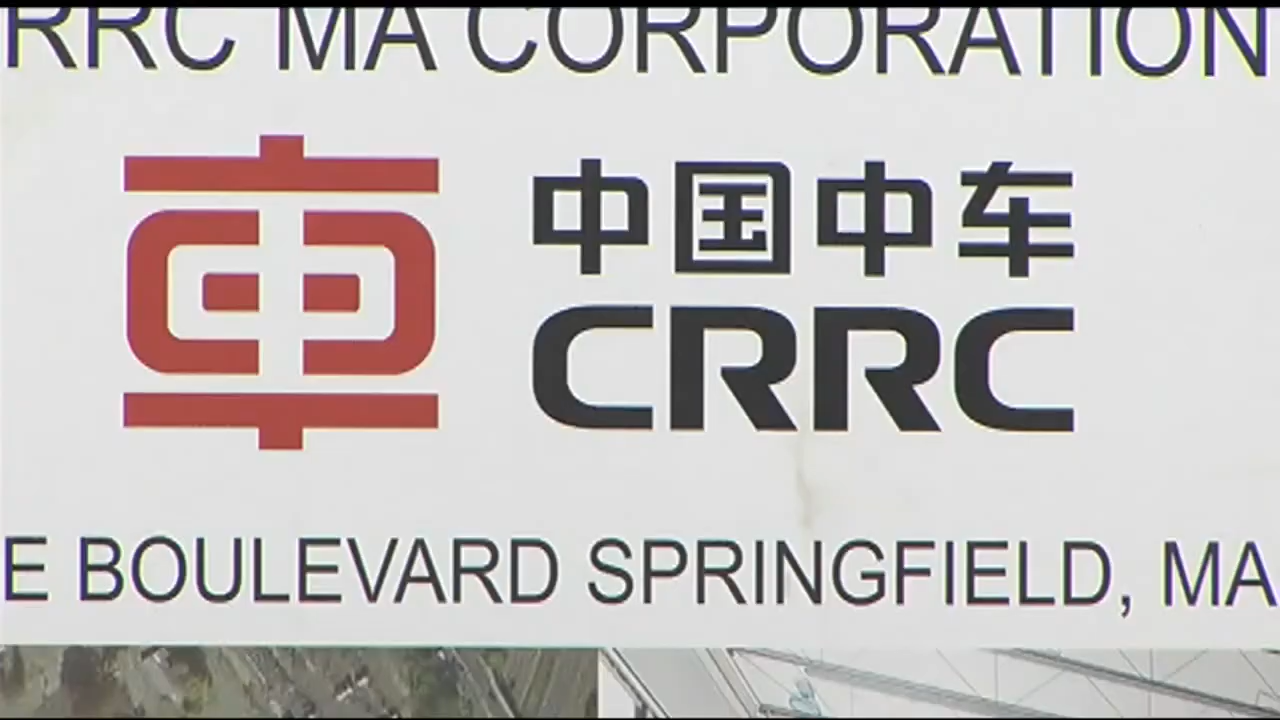 RRC MA CORPORATION
中国中车
CRRC
E BOULEVARD SPRINGFIELD, MA